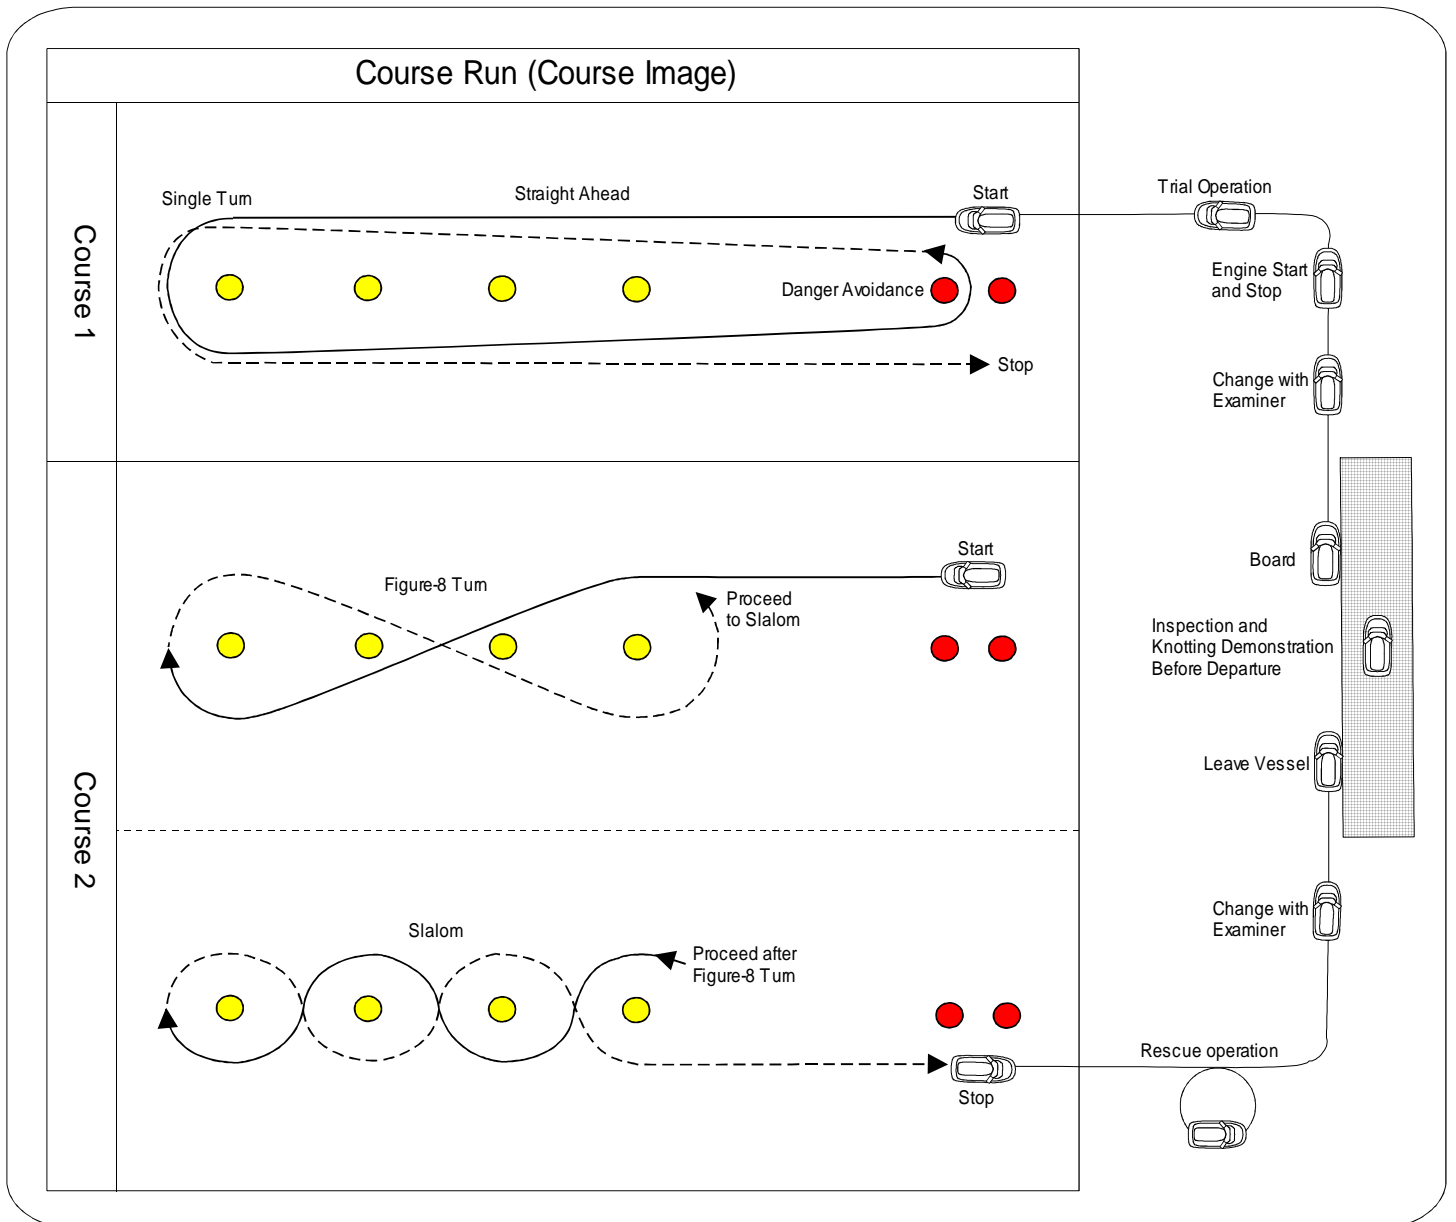 Course Run (Course Image)
Course 1
Single Turn
Straight Ahead
Start
Danger Avoidance
Stop
Trial Operation
Engine Start
and Stop
Change with
Examiner
Course 2
Figure-8 Turn
Start
Proceed
to Slalom
Board
Inspection and
Knotting Demonstration
Before Departure
Leave Vessel
Slalom
Proceed after
Figure-8 Turn
Stop
Change with
Examiner
Rescue operation